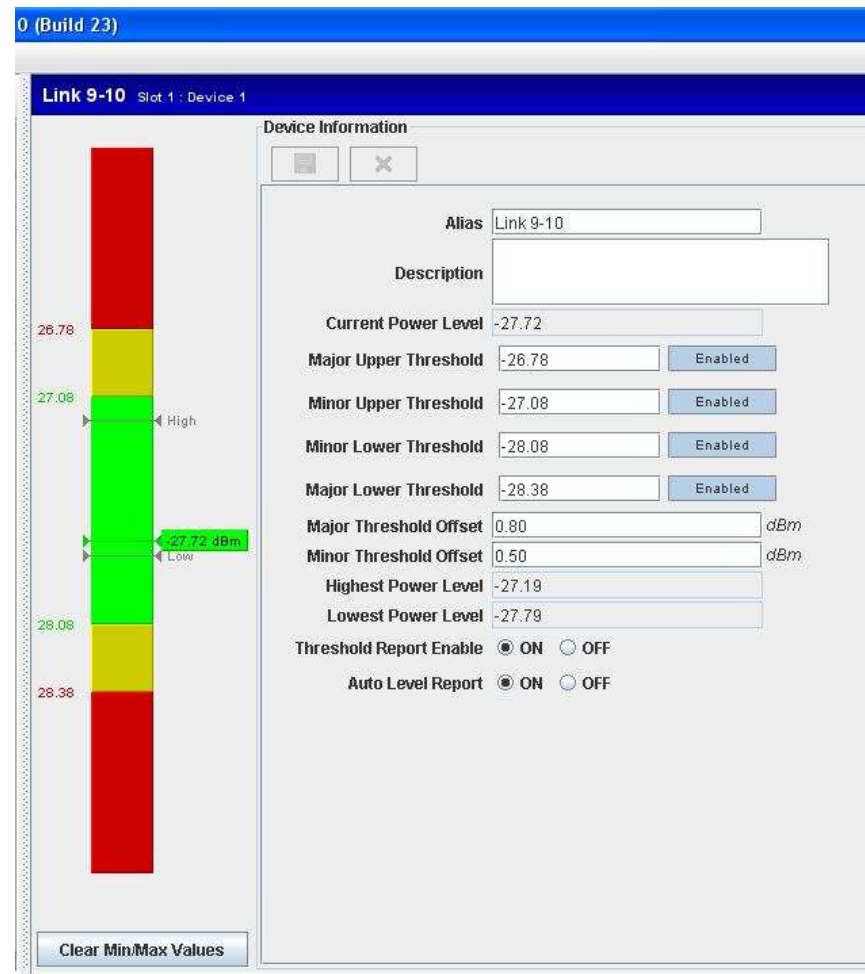 0 (Build 23)
Link 9-10 Slot 1 : Device 1
Device Information
Alias Link 9-10
Description
Current Power Level -27.72
26.78
Major Upper Threshold -26.78 Enabled
27.08
Minor Upper Threshold -27.08 Enabled
High
Minor Lower Threshold -28.08 Enabled
Major Lower Threshold -28.38 Enabled
Major Threshold Offset 0.80 dBm
-27.72 dBm
Low
Minor Threshold Offset 0.50 dBm
Highest Power Level -27.19
Lowest Power Level -27.79
28.08
Threshold Report Enable ON OFF
Auto Level Report ON OFF
28.38
Clear Min/Max Values